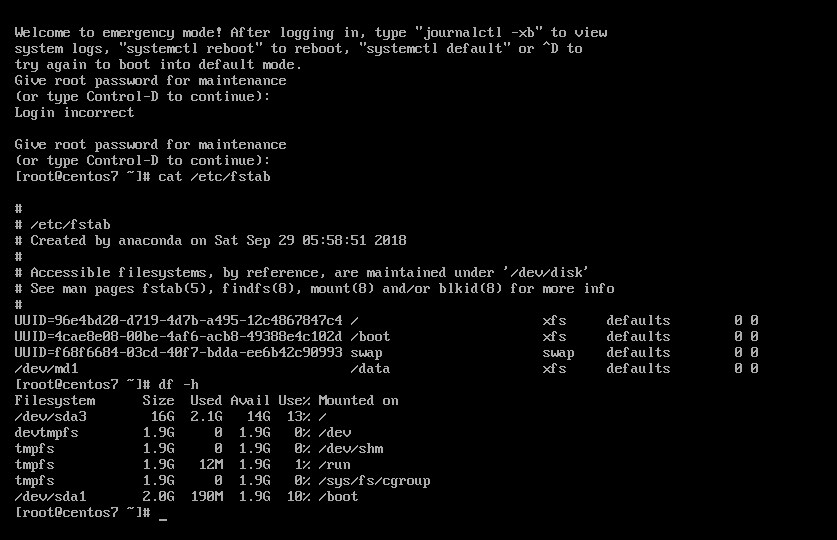 Welcome to emergency mode! After logging in, type "journalctl -xb" to view
system logs, "systemctl reboot" to reboot, "systemctl default" or ^D to
try again to boot into default mode.
Give root password for maintenance
(or type Control-D to continue):
Login incorrect

Give root password for maintenance
(or type Control-D to continue):
[root@centos7 ~]# cat /etc/fstab

#
# /etc/fstab
# Created by anaconda on Sat Sep 29 05:58:51 2018
#
# Accessible filesystems, by reference, are maintained under '/dev/disk'
# See man pages fstab(5), findfs(8), mount(8) and/or blkid(8) for more info
#
UUID=96e4bd20-d719-4d7b-a495-12c4867847c4 /                       xfs     defaults        0 0
UUID=4cae8e08-00be-4af6-acb8-49388e4c102d /boot                   xfs     defaults        0 0
UUID=f68f6684-03cd-40f7-bdda-ee6b42c90993 swap                    swap    defaults        0 0
/dev/md1                                  /data                   xfs     defaults        0 0
[root@centos7 ~]# df -h
Filesystem      Size  Used Avail Use% Mounted on
/dev/sda3        16G  2.1G   14G  13% /
devtmpfs        1.9G     0  1.9G   0% /dev
tmpfs           1.9G     0  1.9G   0% /dev/shm
tmpfs           1.9G   12M  1.9G   1% /run
tmpfs           1.9G     0  1.9G   0% /sys/fs/cgroup
/dev/sda1       2.0G  190M  1.9G  10% /boot
[root@centos7 ~]# _